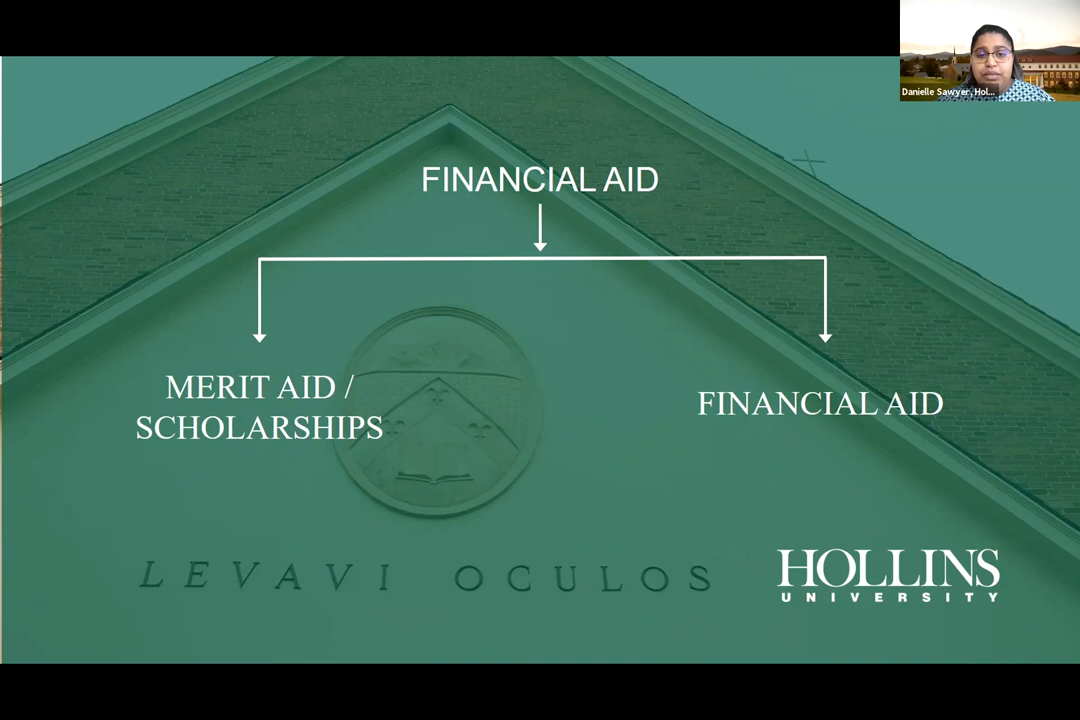 Danielle Sawyer, Hol...
FINANCIAL AID
MERIT AID /
SCHOLARSHIPS
FINANCIAL AID
LEVAVI OCULOS
HOLLINS
UNIVERSITY